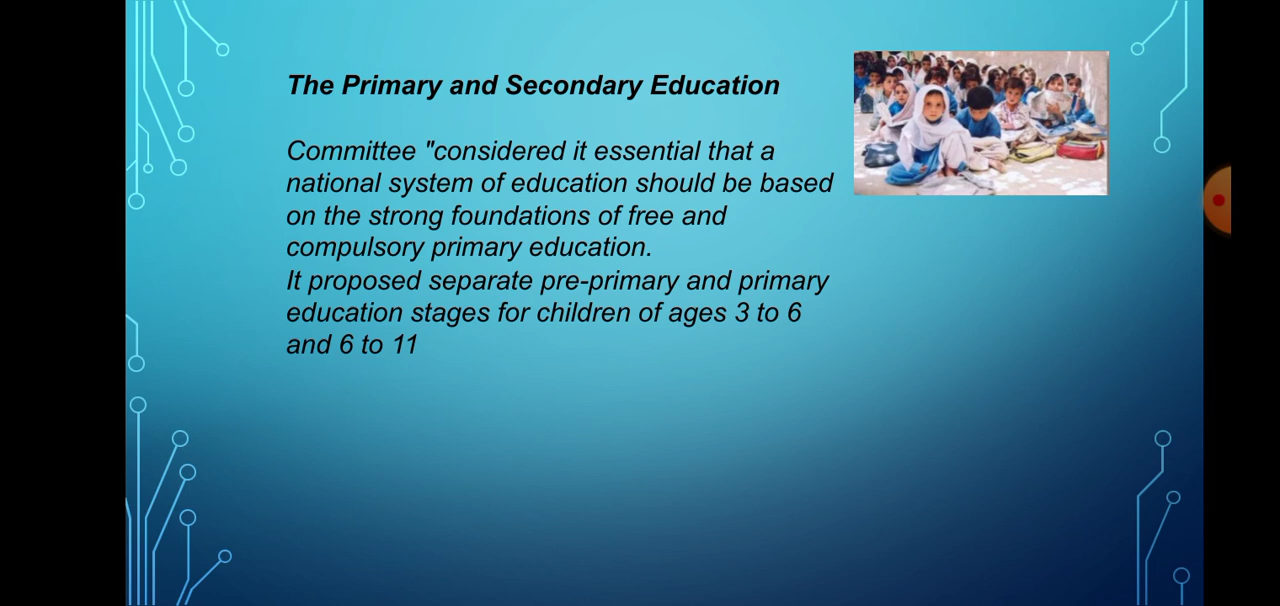 The Primary and Secondary Education
Committee "considered it essential that a
national system of education should be based
on the strong foundations of free and
compulsory primary education.
It proposed separate pre-primary and primary
education stages for children of ages 3 to 6
and 6 to 11